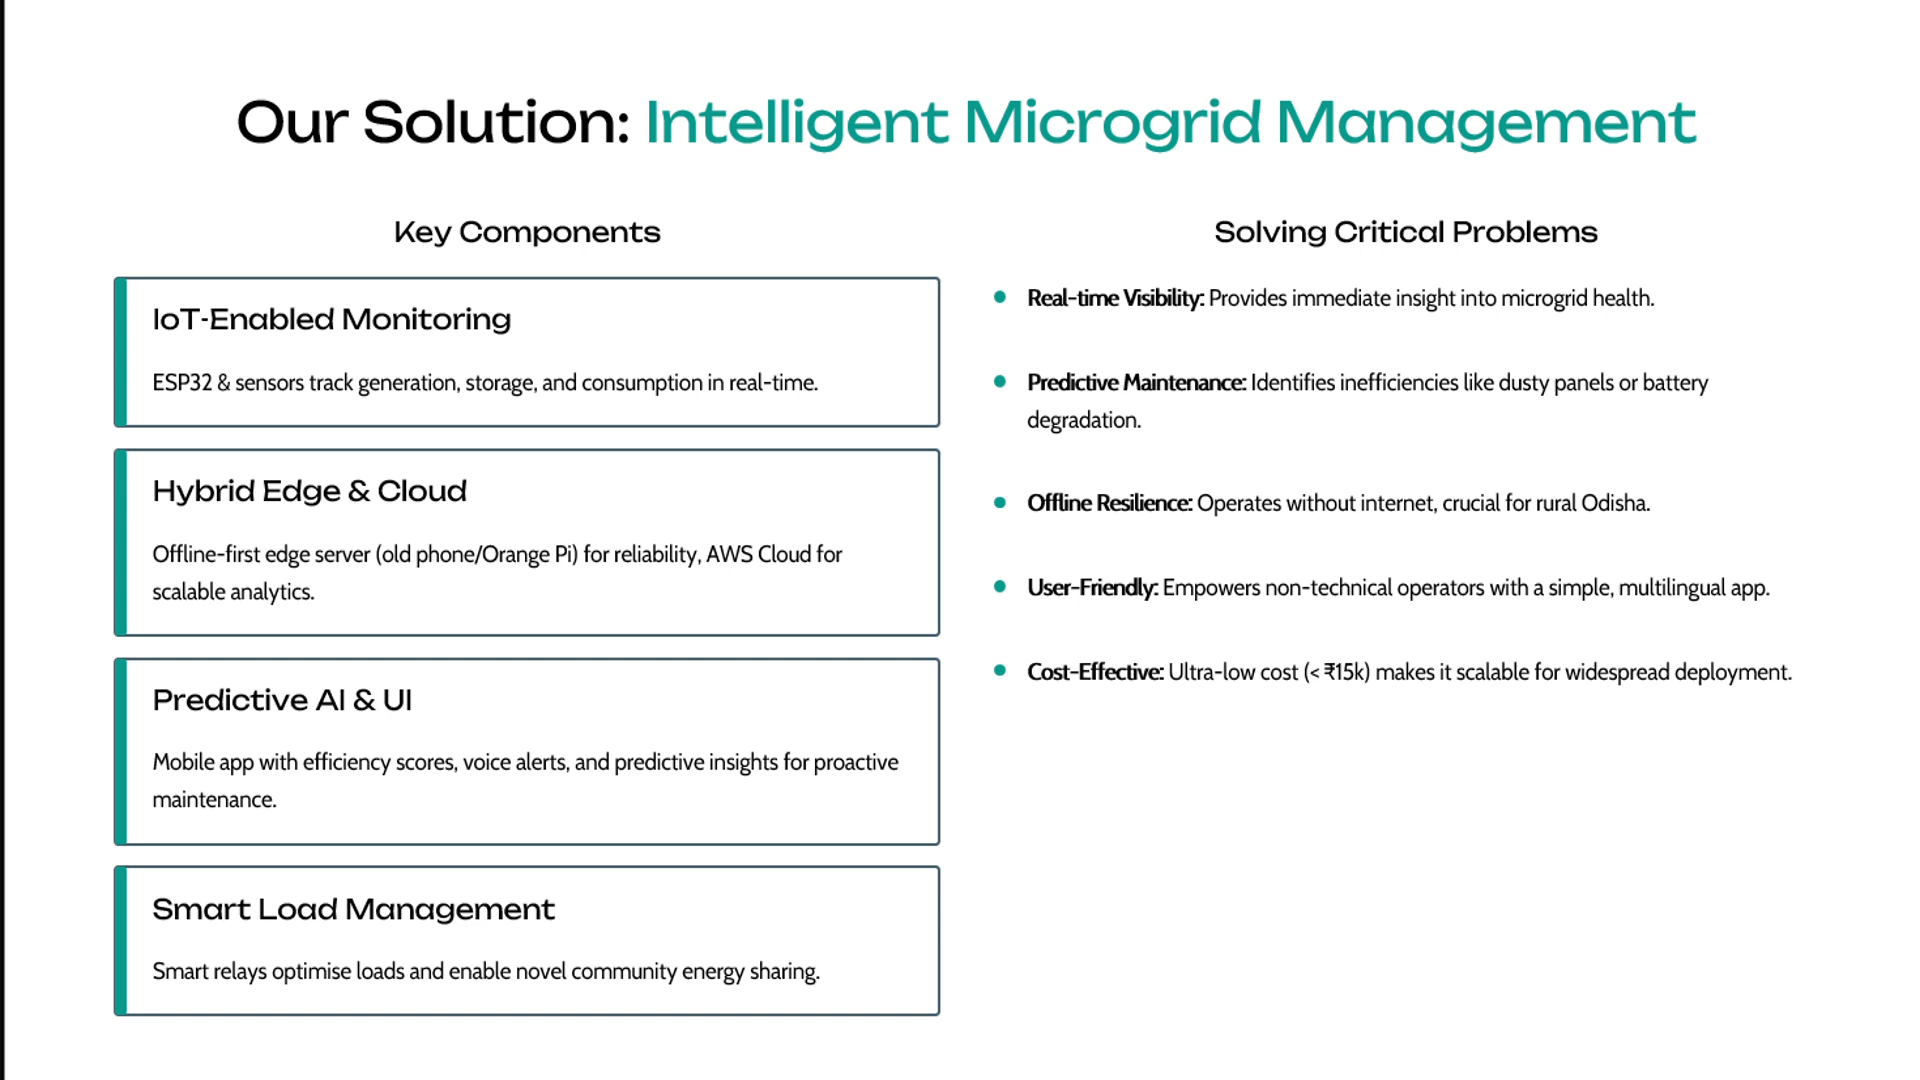 Our Solution: Intelligent Microgrid Management
Key Components
IoT-Enabled Monitoring
ESP32 & sensors track generation, storage, and consumption in real-time.
Hybrid Edge & Cloud
Offline-first edge server (old phone/Orange Pi) for reliability, AWS Cloud for
scalable analytics.
Predictive AI & UI
Mobile app with efficiency scores, voice alerts, and predictive insights for proactive
maintenance.
Smart Load Management
Smart relays optimise loads and enable novel community energy sharing.
Solving Critical Problems
Real-time Visibility: Provides immediate insight into microgrid health.
Predictive Maintenance: Identifies inefficiencies like dusty panels or battery
degradation.
Offline Resilience: Operates without internet, crucial for rural Odisha.
User-Friendly: Empowers non-technical operators with a simple, multilingual app.
Cost-Effective: Ultra-low cost (< ₹15k) makes it scalable for widespread deployment.